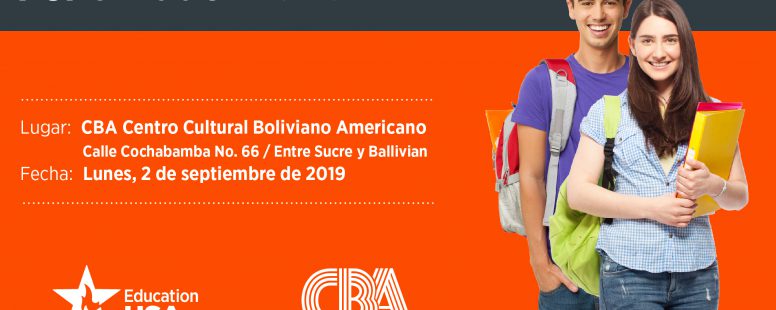 Lugar: CBA Centro Cultural Boliviano Americano
Calle Cochabamba No. 66 / Entre Sucre y Ballivian
Fecha: Lunes, 2 de septiembre de 2019
Education
USA
CBA